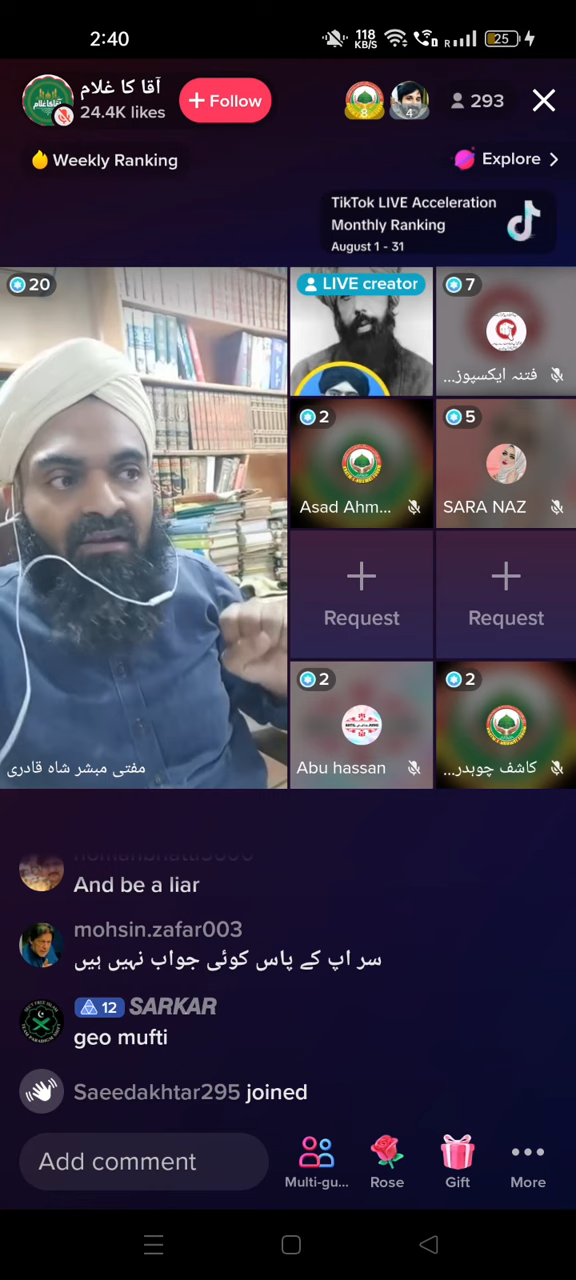 2:40
118
KB/S
R
25
آقا کا غلام
24.4K likes
+ Follow
8
4
293
Weekly Ranking
Explore
TikTok LIVE Acceleration
Monthly Ranking
August 1 - 31
20
LIVE creator
7
فتنہ ایکسپوز...
2
Asad Ahm...
5
SARA NAZ
Request
Request
مفتی مبشر شاہ قادری
2
Abu hassan
2
کاشف چوہدر...
And be a liar
mohsin.zafar003
سر اپ کے پاس کوئی جواب نہیں ہیں
12 SARKAR
geo mufti
Saeedakhtar295 joined
Add comment
Multi-gu...
Rose
Gift
More